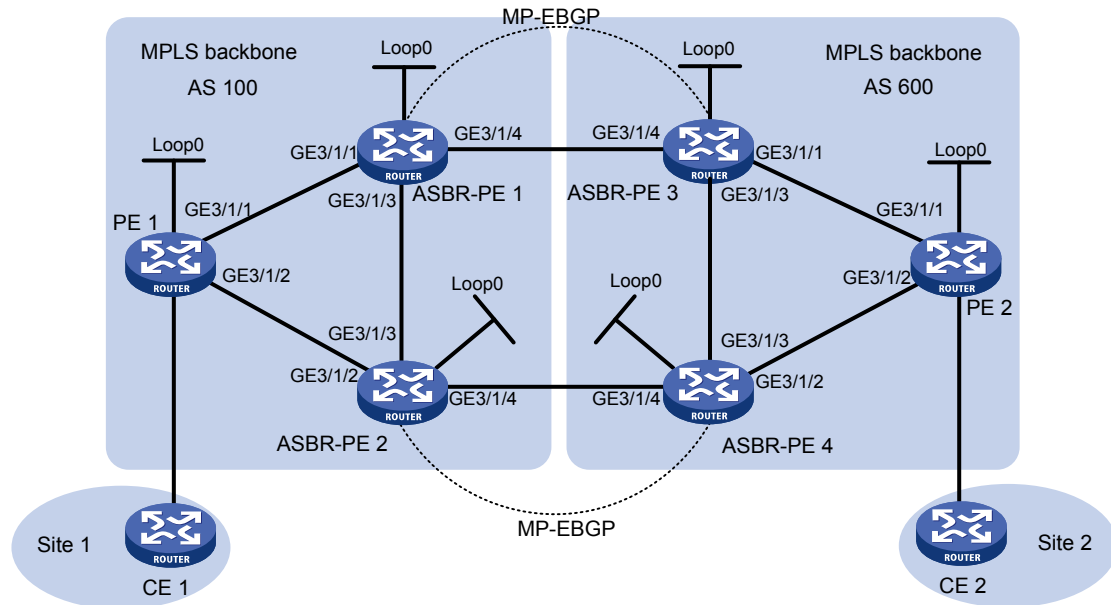 MP-EBGP
MPLS backbone
AS 100
Loop0
Loop0
MPLS backbone
AS 600
GE3/1/4
GE3/1/4
Loop0
Loop0
GE3/1/1
ROUTER
ROUTER
GE3/1/1
ASBR-PE 1
ASBR-PE 3
GE3/1/3
GE3/1/3
GE3/1/1
GE3/1/1
PE 1
ROUTER
GE3/1/2
GE3/1/2
ROUTER
PE 2
Loop0
Loop0
GE3/1/3
GE3/1/3
GE3/1/2
GE3/1/2
ROUTER
GE3/1/4
GE3/1/4
ROUTER
ASBR-PE 2
ASBR-PE 4
MP-EBGP
Site 1
ROUTER
CE 1
ROUTER
Site 2
CE 2